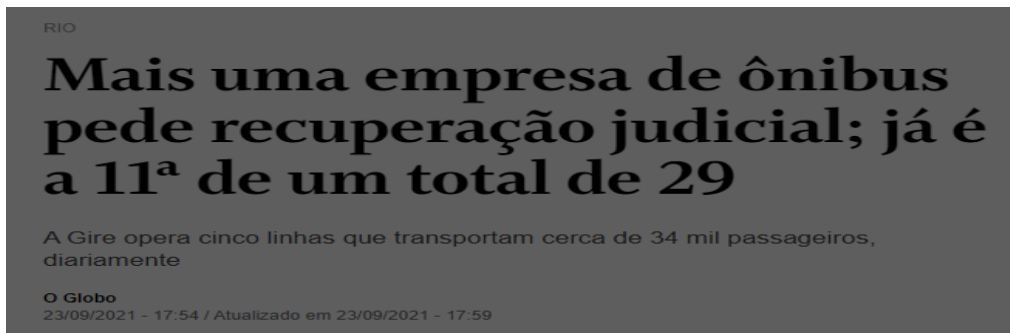 RIO
Mais uma empresa de ônibus
pede recuperação judicial; já é
a 11ª de um total de 29
A Gire opera cinco linhas que transportam cerca de 34 mil passageiros,
diariamente
O Globo
23/09/2021 - 17:54 / Atualizado em 23/09/2021 - 17:59